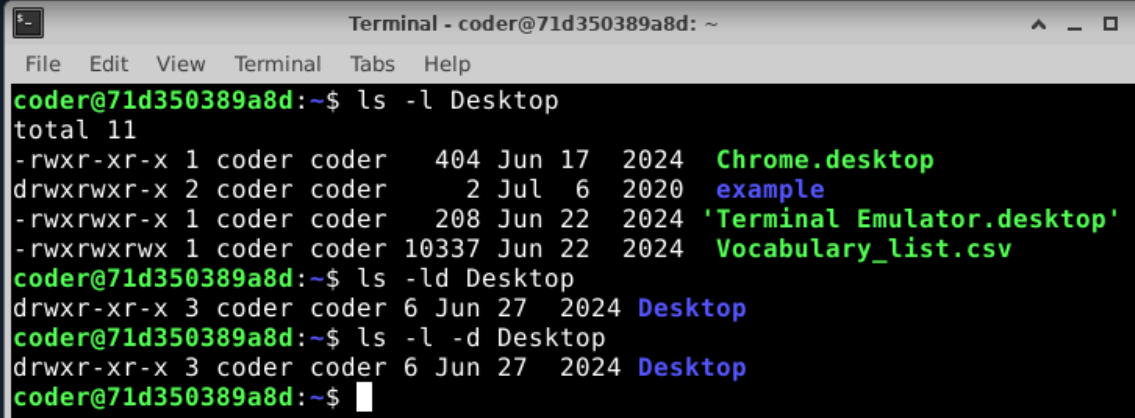 Terminal - coder@71d350389a8d: ~
File Edit View Terminal Tabs Help
coder@71d350389a8d:~$ ls -l Desktop
total 11
-rwxr-xr-x 1 coder coder   404 Jun 17  2024  Chrome.desktop
drwxrwxr-x 2 coder coder     2 Jul  6  2020  example
-rwxr-xr-x 1 coder coder   208 Jun 22  2024 'Terminal Emulator.desktop'
-rwxrwxrwx 1 coder coder 10337 Jun 22  2024  Vocabulary_list.csv
coder@71d350389a8d:~$ ls -ld Desktop
drwxr-xr-x 3 coder coder 6 Jun 27  2024 Desktop
coder@71d350389a8d:~$ ls -l -d Desktop
drwxr-xr-x 3 coder coder 6 Jun 27  2024 Desktop
coder@71d350389a8d:~$